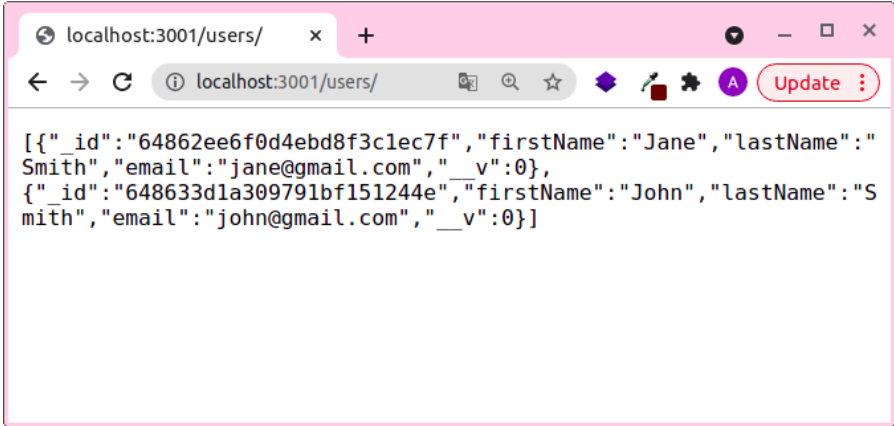 localhost:3001/users/
localhost:3001/users/
A
Update
[{"_id":"64862ee6f0d4ebd8f3c1ec7f","firstName":"Jane","lastName":"
Smith","email":"jane@gmail.com","__v":0},
{"_id":"648633d1a309791bf151244e","firstName":"John","lastName":"S
mith","email":"john@gmail.com","__v":0}]